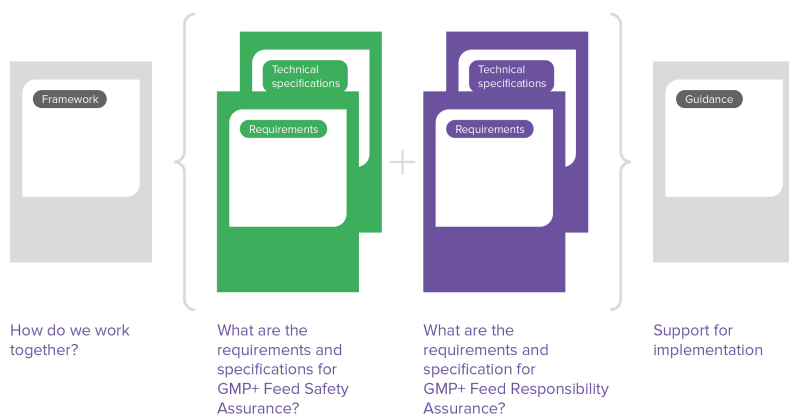 Framework
Technical
specifications
Requirements
Technical
specifications
Requirements
Guidance
How do we work
together?
What are the
requirements and
specifications for
GMP+ Feed Safety
Assurance?
What are the
requirements and
specification for
GMP+ Feed Responsibility
Assurance?
Support for
implementation